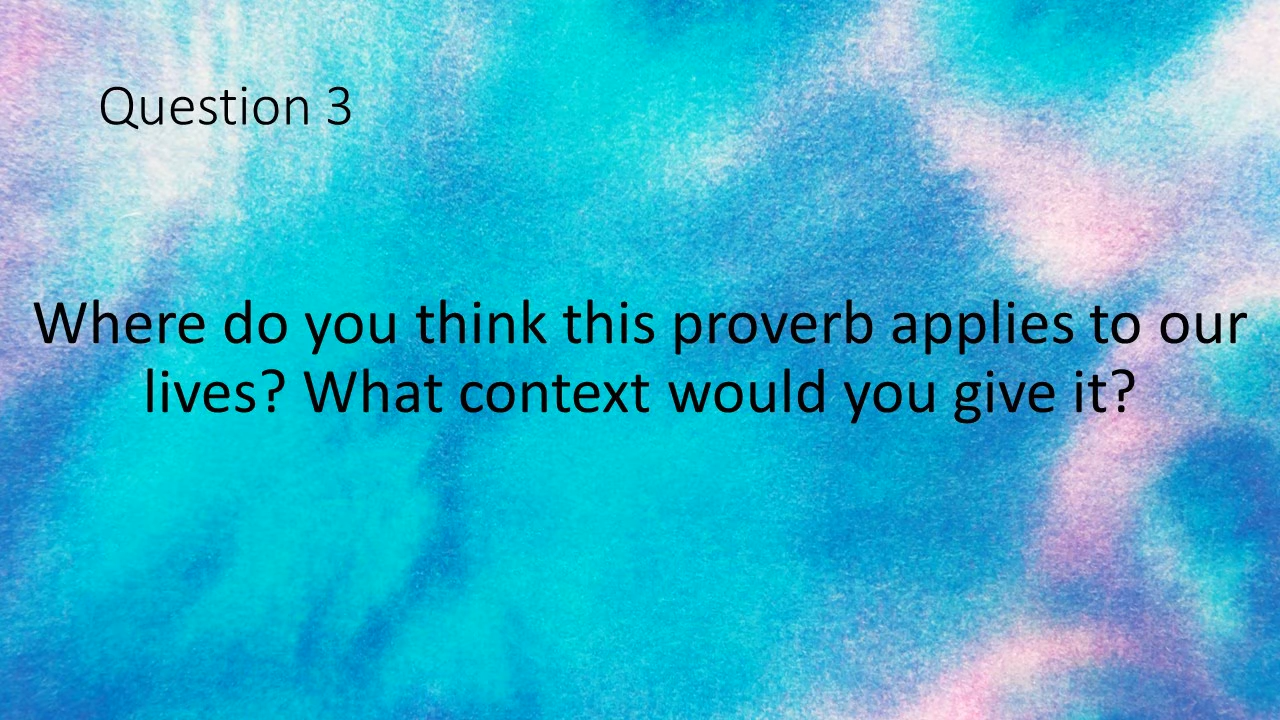 Question 3
Where do you think this proverb applies to our
lives? What context would you give it?